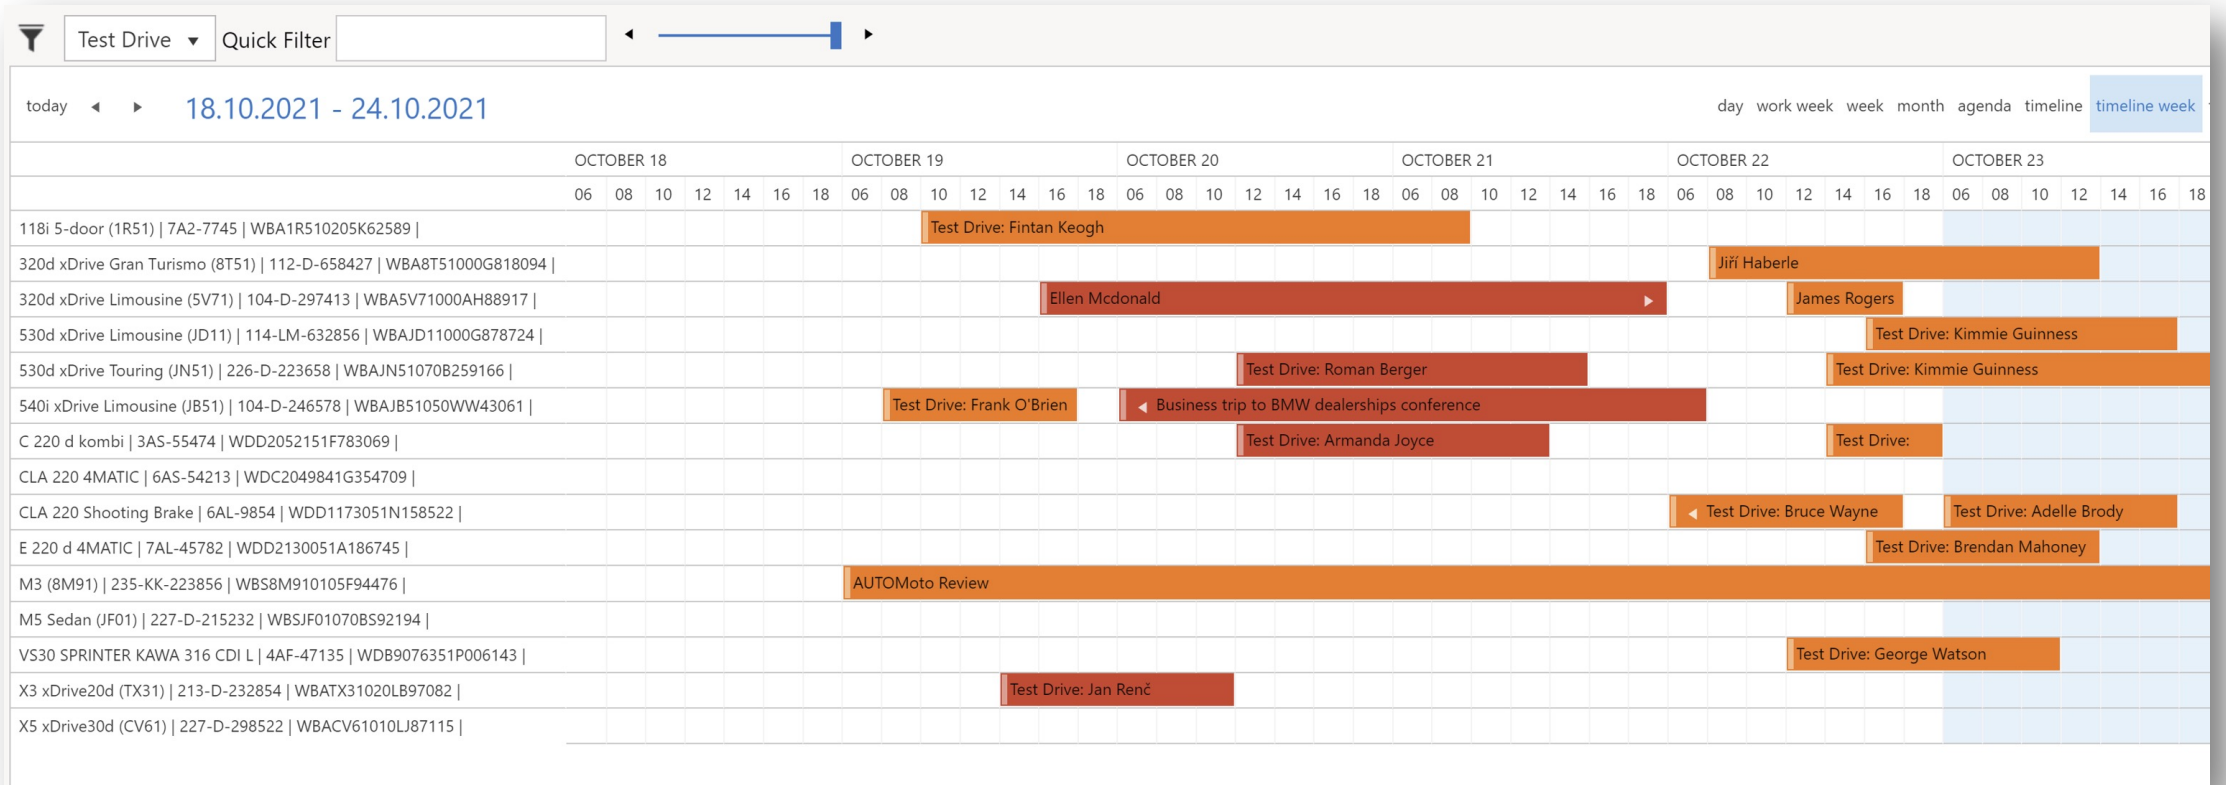 Test Drive ▼ Quick Filter
today 18.10.2021 - 24.10.2021 day work week week month agenda timeline timeline week
OCTOBER 18 OCTOBER 19 OCTOBER 20 OCTOBER 21 OCTOBER 22 OCTOBER 23
06 08 10 12 14 16 18 06 08 10 12 14 16 18 06 08 10 12 14 16 18 06 08 10 12 14 16 18 06 08 10 12 14 16 18 06 08 10 12 14 16 18
118i 5-door (1R51) | 7A2-7745 | WBA1R510205K62589 | Test Drive: Fintan Keogh
320d xDrive Gran Turismo (8T51) | 112-D-658427 | WBA8T51000G818094 | Jiří Haberle
320d xDrive Limousine (5V71) | 104-D-297413 | WBA5V71000AH88917 | Ellen Mcdonald James Rogers
530d xDrive Limousine (JD11) | 114-LM-632856 | WBAJD11000G878724 | Test Drive: Kimmie Guinness
530d xDrive Touring (JN51) | 226-D-223658 | WBAJN51070B259166 | Test Drive: Roman Berger Test Drive: Kimmie Guinness
540i xDrive Limousine (JB51) | 104-D-246578 | WBAJB51050WW43061 | Test Drive: Frank O'Brien Business trip to BMW dealerships conference
C 220 d kombi | 3AS-55474 | WDD2052151F783069 | Test Drive: Armanda Joyce Test Drive:
CLA 220 4MATIC | 6AS-54213 | WDC2049841G354709 |
CLA 220 Shooting Brake | 6AL-9854 | WDD1173051N158522 | Test Drive: Bruce Wayne Test Drive: Adelle Brody
E 220 d 4MATIC | 7AL-45782 | WDD2130051A186745 | Test Drive: Brendan Mahoney
M3 (8M91) | 235-KK-223856 | WBS8M910105F94476 | AUTOMoto Review
M5 Sedan (JF01) | 227-D-215232 | WBSJF01070BS92194 |
VS30 SPRINTER KAWA 316 CDI L | 4AF-47135 | WDB9076351P006143 | Test Drive: George Watson
X3 xDrive20d (TX31) | 213-D-232854 | WBATX31020LB97082 | Test Drive: Jan Renč
X5 xDrive30d (CV61) | 227-D-298522 | WBACV61010LJ87115 |